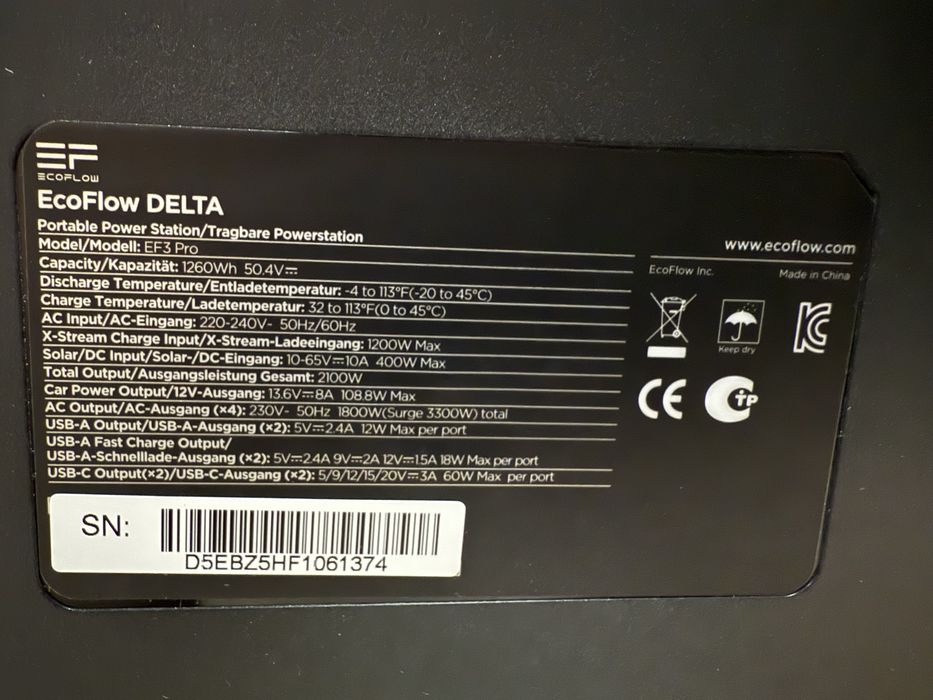 EF
ECOFLOW
EcoFlow DELTA
Portable Power Station/Tragbare Powerstation
Model/Modell: EF3 Pro
Capacity/Kapazität: 1260Wh 50.4V⎓
Discharge Temperature/Entladetemperatur: -4 to 113°F(-20 to 45°C)
Charge Temperature/Ladetemperatur: 32 to 113°F(0 to 45°C)
AC Input/AC-Eingang: 220-240V~ 50Hz/60Hz
X-Stream Charge Input/X-Stream-Ladeeingang: 1200W Max
Solar/DC Input/Solar-/DC-Eingang: 10-65V⎓10A 400W Max
Total Output/Ausgangsleistung Gesamt: 2100W
Car Power Output/12V-Ausgang: 13.6V⎓8A 108.8W Max
AC Output/AC-Ausgang (×4): 230V~ 50Hz 1800W(Surge 3300W) total
USB-A Output/USB-A-Ausgang (×2): 5V⎓2.4A 12W Max per port
USB-A Fast Charge Output/
USB-A-Schnelllade-Ausgang (×2): 5V⎓2.4A 9V⎓2A 12V⎓1.5A 18W Max per port
USB-C Output(×2)/USB-C-Ausgang (×2): 5/9/12/15/20V⎓3A 60W Max per port
SN:
D5EBZ5HF1061374
www.ecoflow.com
EcoFlow Inc.
Made in China
Keep dry
KC
CE
CTP